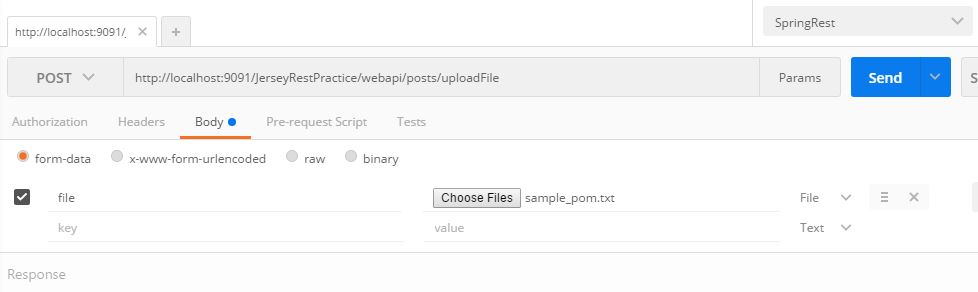 http://localhost:9091/j
SpringRest
POST http://localhost:9091/JerseyRestPractice/webapi/posts/uploadFile Params Send S
Authorization Headers Body Pre-request Script Tests
form-data x-www-form-urlencoded raw binary
file Choose Files sample_pom.txt File
key value Text
Response